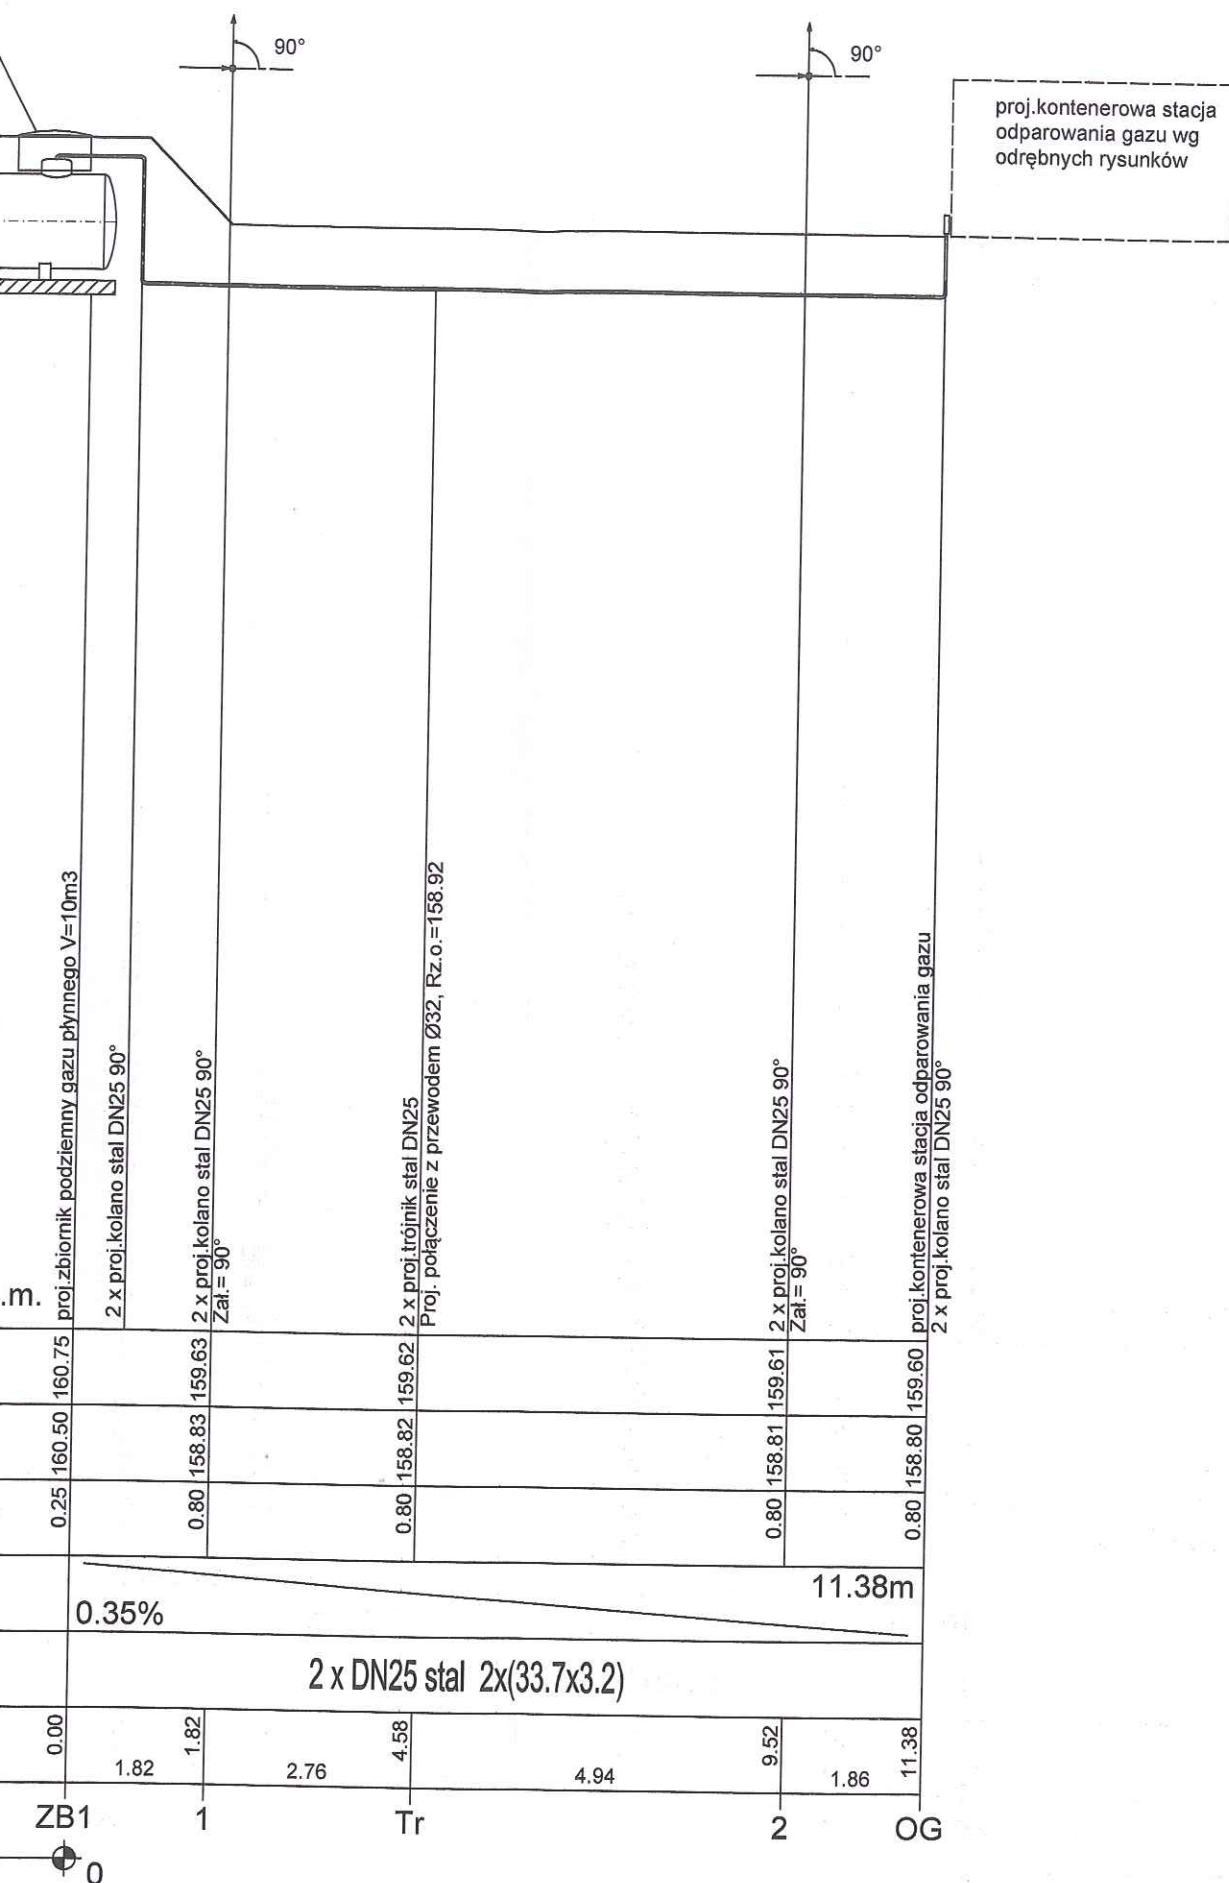 90°
90°
proj.kontenerowa stacja
odparowania gazu wg
odrębnych rysunków
proj.zbiornik podziemny gazu płynnego V=10m3
2 x proj.kolano stal DN25 90°
2 x proj.kolano stal DN25 90°
Zał.= 90°
2 x proj.trójnik stal DN25
Proj. połączenie z przewodem Ø32, Rz.o.=158.92
2 x proj.kolano stal DN25 90°
Zał.= 90°
proj.kontenerowa stacja odparowania gazu
2 x proj.kolano stal DN25 90°
.m.
160.75 159.63 159.62 159.61 159.60
160.50 158.83 158.82 158.81 158.80
0.25 0.80 0.80 0.80 0.80
11.38m
0.35%
2 x DN25 stal 2x(33.7x3.2)
0.00 1.82 4.58 9.52 11.38
1.82 2.76 4.94 1.86
ZB1 1 Tr 2 OG
0